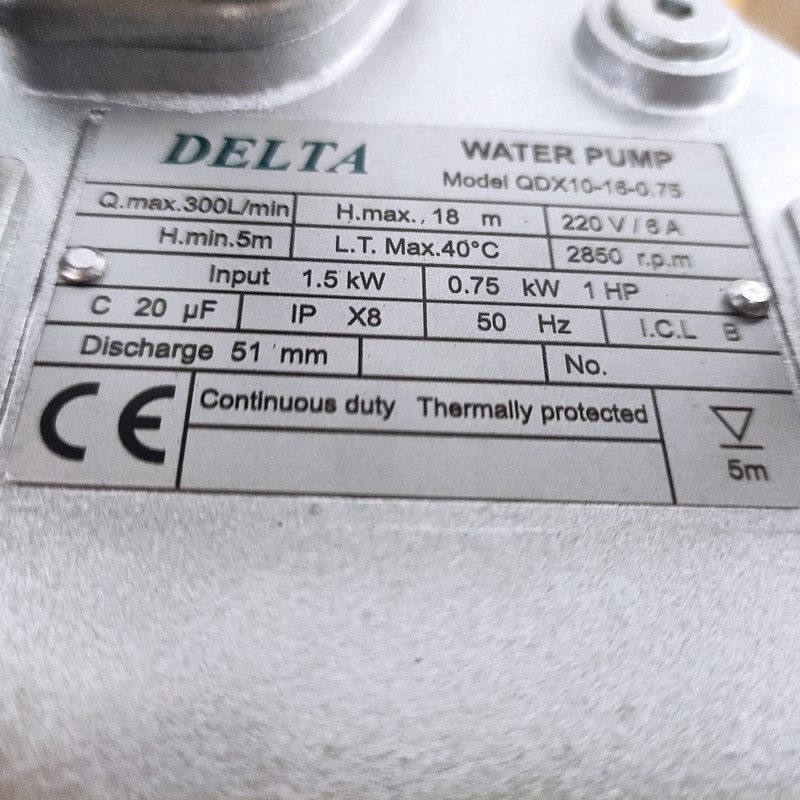 DELTA WATER PUMP
Model QDX10-16-0.75
Q.max.300L/min H.max., 18 m 220 V / 6 A
H.min.5m L.T. Max.40°C 2850 r.p.m
Input 1.5 kW 0.75 kW 1 HP
C 20 µF IP X8 50 Hz I.C.L B
Discharge 51 mm No.
CE Continuous duty Thermally protected
5m